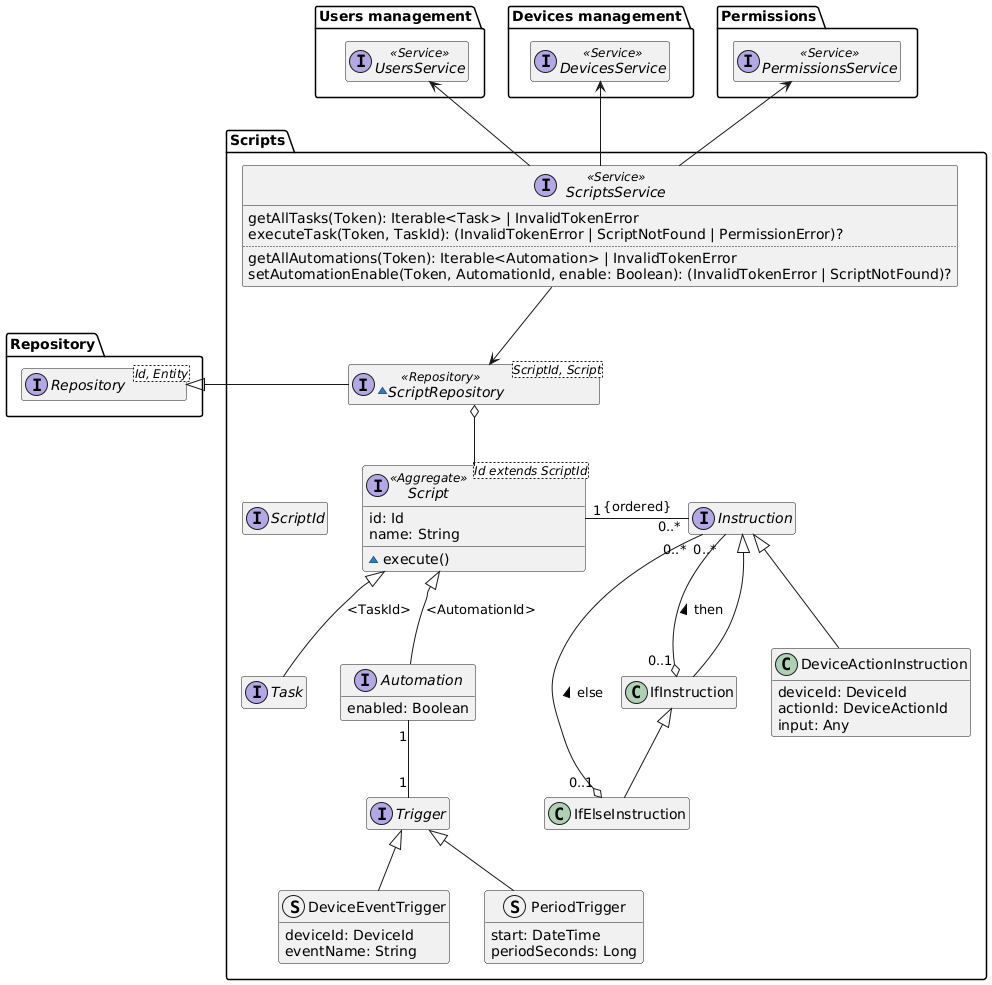 Users management
Devices management
Permissions
I «Service»
UsersService
I «Service»
DevicesService
I «Service»
PermissionsService
Scripts
I «Service»
ScriptsService
getAllTasks(Token): Iterable<Task> | InvalidTokenError
executeTask(Token, TaskId): (InvalidTokenError | ScriptNotFound | PermissionError)?
getAllAutomations(Token): Iterable<Automation> | InvalidTokenError
setAutomationEnable(Token, AutomationId, enable: Boolean): (InvalidTokenError | ScriptNotFound)?
Repository
I Repository
Id, Entity
I «Repository»
ScriptRepository
ScriptId, Script
I «Aggregate»
Script
Id extends ScriptId
id: Id
name: String
execute()
I ScriptId
1 {ordered}
0..*
I Instruction
0..* 0..*
<TaskId>
<AutomationId>
then
0..1
else
0..1
I Task
I Automation
enabled: Boolean
C IfInstruction
C DeviceActionInstruction
deviceId: DeviceId
actionId: DeviceActionId
input: Any
1
1
I Trigger
C IfElseInstruction
S DeviceEventTrigger
deviceId: DeviceId
eventName: String
S PeriodTrigger
start: DateTime
periodSeconds: Long